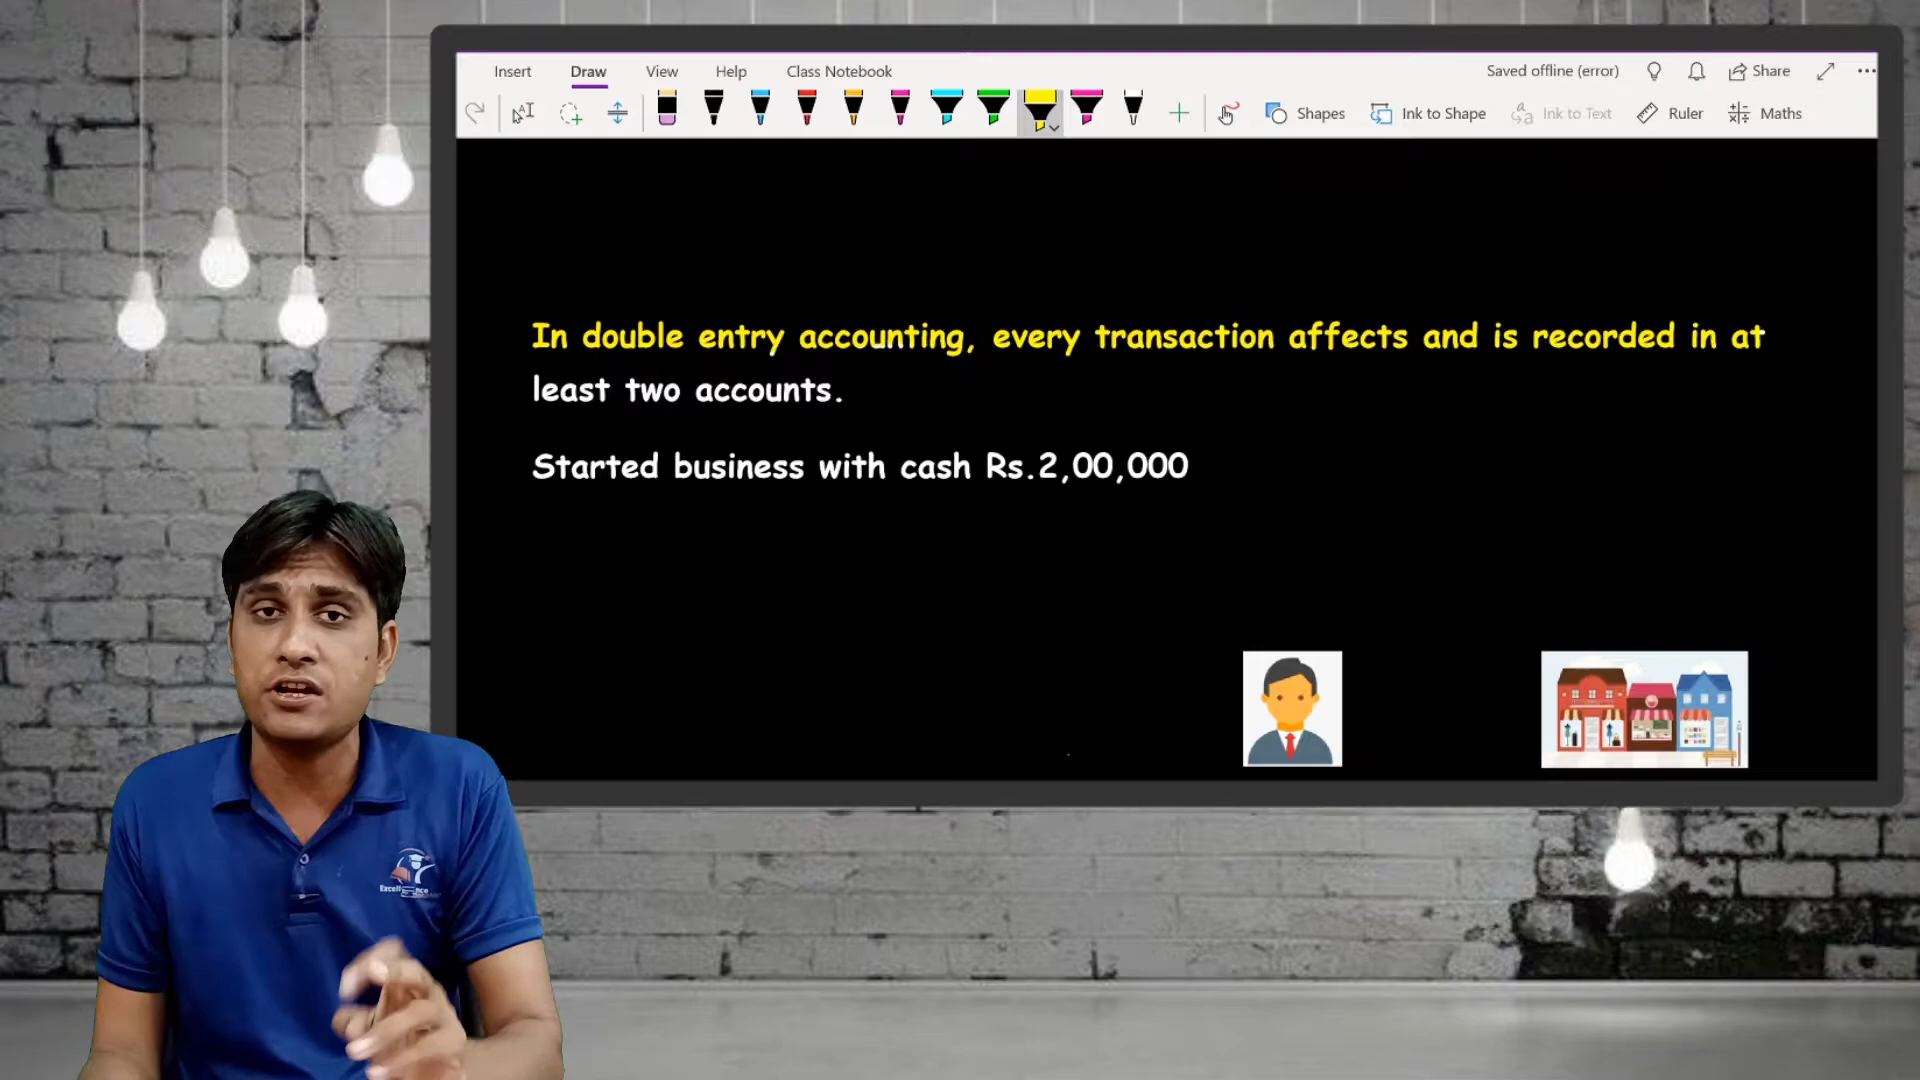 Insert Draw View Help Class Notebook Saved offline (error) Share
Shapes Ink to Shape Ink to Text Ruler Maths
In double entry accounting, every transaction affects and is recorded in at
least two accounts.
Started business with cash Rs.2,00,000